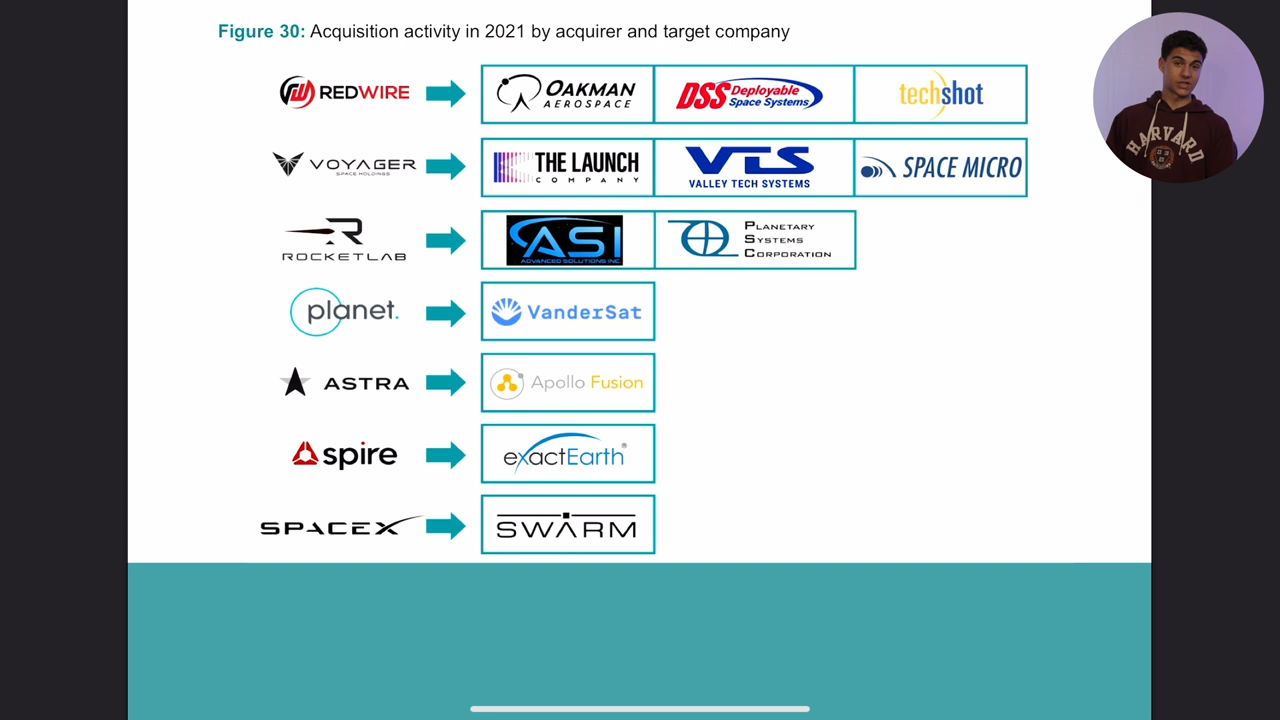 Figure 30: Acquisition activity in 2021 by acquirer and target company
REDWIRE
OAKMAN
AEROSPACE
DSS Deployable
Space Systems
techshot
VOYAGER
SPACE HOLDINGS
THE LAUNCH
COMPANY
VTS
VALLEY TECH SYSTEMS
SPACE MICRO
ROCKETLAB
ASI
ADVANCED SOLUTIONS INC.
PLANETARY
SYSTEMS
CORPORATION
planet.
VanderSat
ASTRA
Apollo Fusion
spire
exactEarth®
SPACEX
SWARM
HARVARD